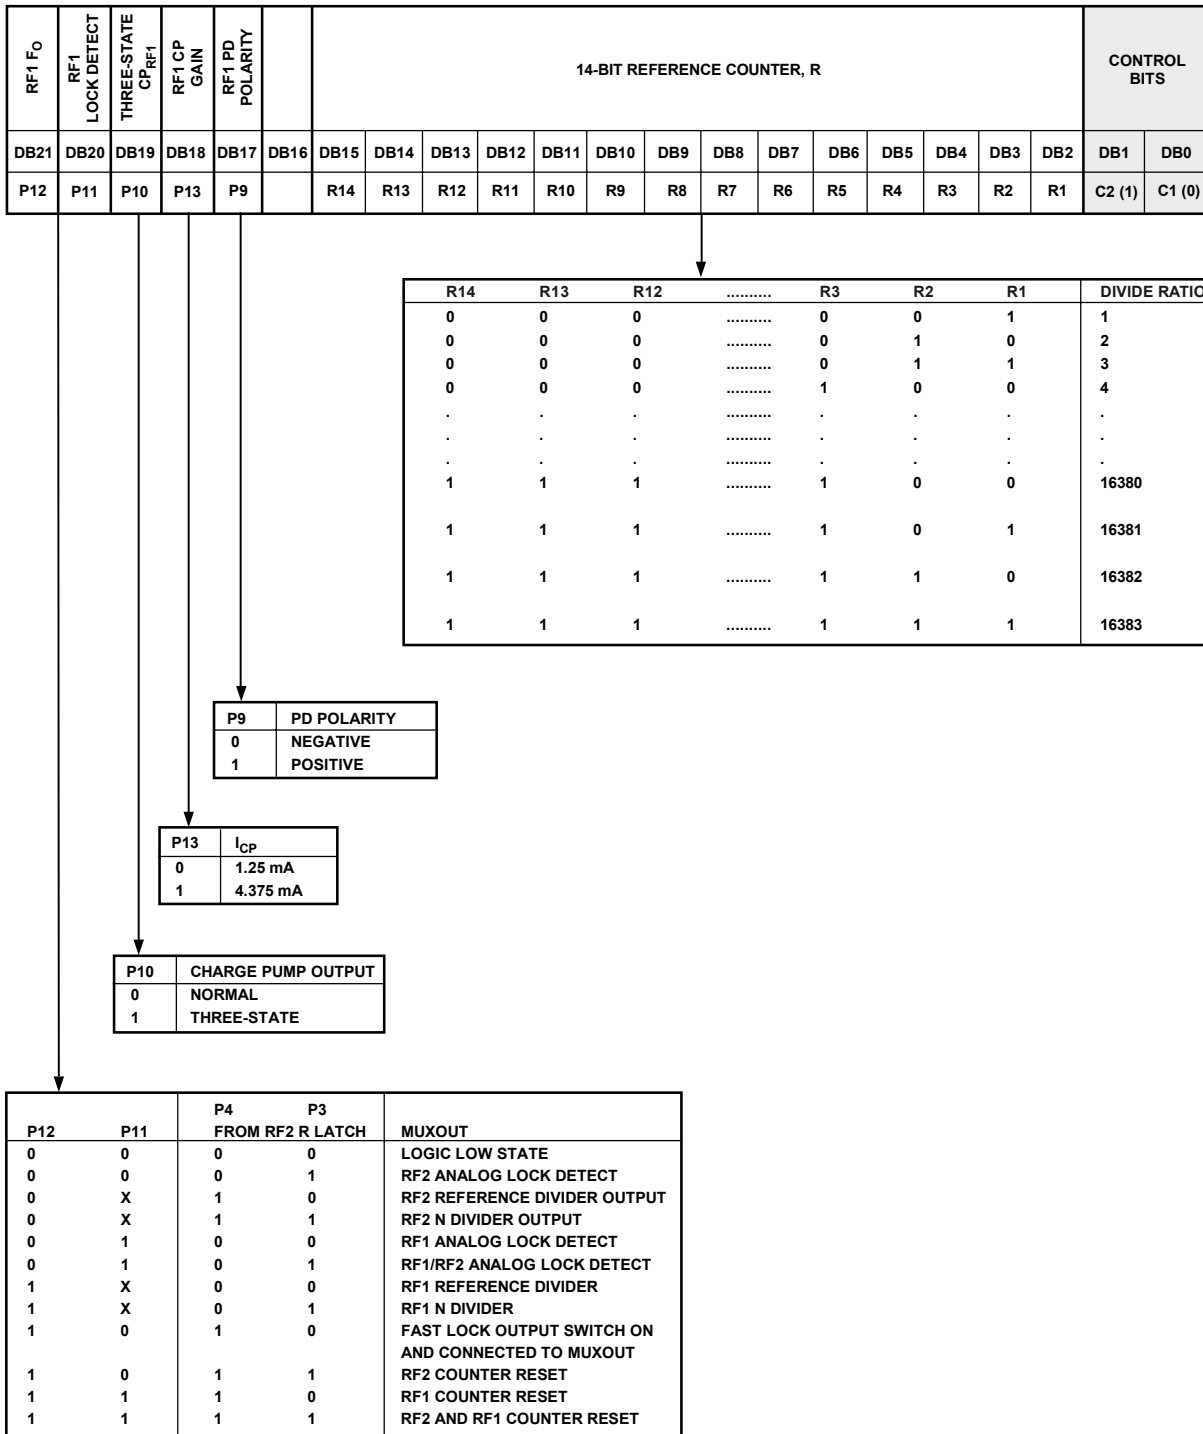 RF1 FO
RF1 LOCK DETECT
THREE-STATE CPRF1
RF1 CP GAIN
RF1 PD POLARITY
14-BIT REFERENCE COUNTER, R
CONTROL BITS
DB21 DB20 DB19 DB18 DB17 DB16 DB15 DB14 DB13 DB12 DB11 DB10 DB9 DB8 DB7 DB6 DB5 DB4 DB3 DB2 DB1 DB0
P12 P11 P10 P13 P9 R14 R13 R12 R11 R10 R9 R8 R7 R6 R5 R4 R3 R2 R1 C2 (1) C1 (0)
R14 R13 R12 .......... R3 R2 R1 DIVIDE RATIO
0 0 0 .......... 0 0 1 1
0 0 0 .......... 0 1 0 2
0 0 0 .......... 0 1 1 3
0 0 0 .......... 1 0 0 4
. . . .......... . . . .
. . . .......... . . . .
. . . .......... . . . .
1 1 1 .......... 1 0 0 16380
1 1 1 .......... 1 0 1 16381
1 1 1 .......... 1 1 0 16382
1 1 1 .......... 1 1 1 16383
P9 PD POLARITY
0 NEGATIVE
1 POSITIVE
P13 ICP
0 1.25 mA
1 4.375 mA
P10 CHARGE PUMP OUTPUT
0 NORMAL
1 THREE-STATE
P4 P3
P12 P11 FROM RF2 R LATCH MUXOUT
0 0 0 0 LOGIC LOW STATE
0 0 0 1 RF2 ANALOG LOCK DETECT
0 X 1 0 RF2 REFERENCE DIVIDER OUTPUT
0 X 1 1 RF2 N DIVIDER OUTPUT
0 1 0 0 RF1 ANALOG LOCK DETECT
0 1 0 1 RF1/RF2 ANALOG LOCK DETECT
1 X 0 0 RF1 REFERENCE DIVIDER
1 X 0 1 RF1 N DIVIDER
1 0 1 0 FAST LOCK OUTPUT SWITCH ON
AND CONNECTED TO MUXOUT
1 0 1 1 RF2 COUNTER RESET
1 1 1 0 RF1 COUNTER RESET
1 1 1 1 RF2 AND RF1 COUNTER RESET